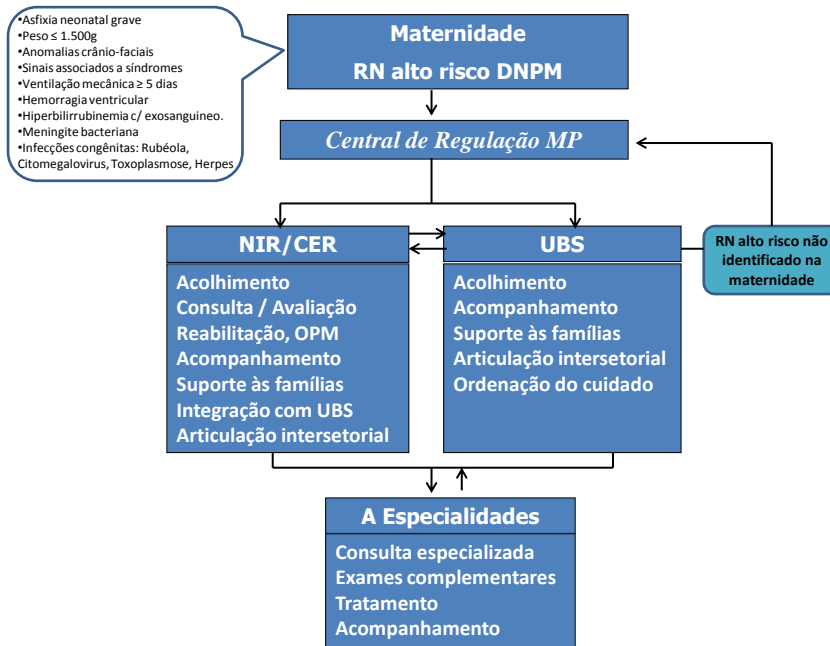 •Asfixia neonatal grave
•Peso ≤ 1.500g
•Anomalias crânio-faciais
•Sinais associados a síndromes
•Ventilação mecânica ≥ 5 dias
•Hemorragia ventricular
•Hiperbilirrubinemia c/ exosanguineo.
•Meningite bacteriana
•Infecções congênitas: Rubéola,
Citomegalovirus, Toxoplasmose, Herpes
Maternidade
RN alto risco DNPM
Central de Regulação MP
NIR/CER
Acolhimento
Consulta / Avaliação
Reabilitação, OPM
Acompanhamento
Suporte às famílias
Integração com UBS
Articulação intersetorial
UBS
Acolhimento
Acompanhamento
Suporte às famílias
Articulação intersetorial
Ordenação do cuidado
RN alto risco não
identificado na
maternidade
A Especialidades
Consulta especializada
Exames complementares
Tratamento
Acompanhamento